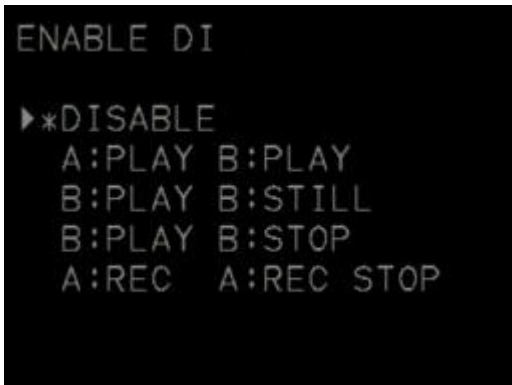 ENABLE DI
▶*DISABLE
A:PLAY B:PLAY
B:PLAY B:STILL
B:PLAY B:STOP
A:REC A:REC STOP